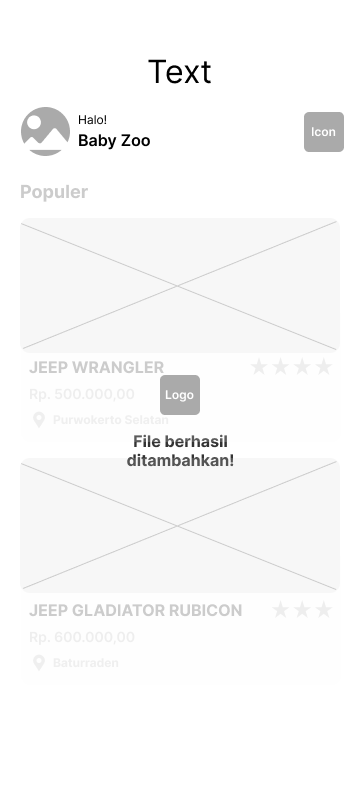 Text
Halo!
Baby Zoo
Icon
Populer
JEEP WRANGLER
Rp. 500.000,00
Purwokerto Selatan
Logo
File berhasil
ditambahkan!
JEEP GLADIATOR RUBICON
Rp. 600.000,00
Baturraden